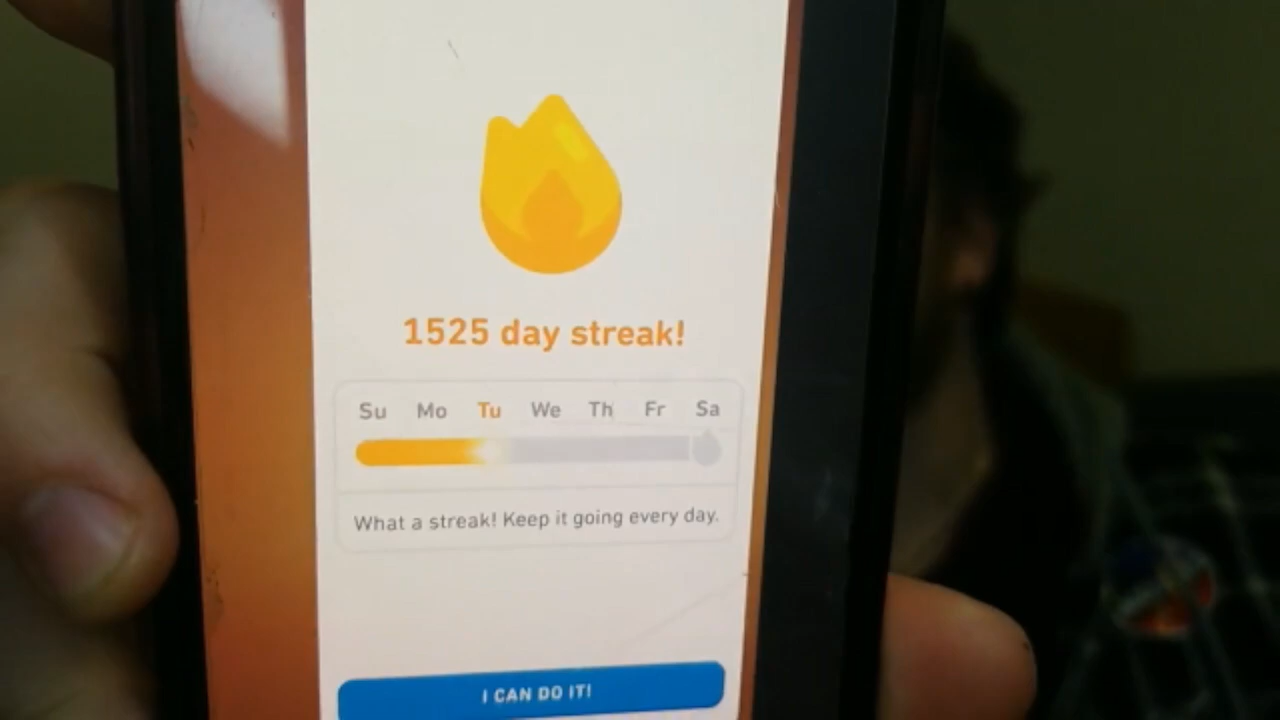 1525 day streak!
Su Mo Tu We Th Fr Sa
What a streak! Keep it going every day.
I CAN DO IT!